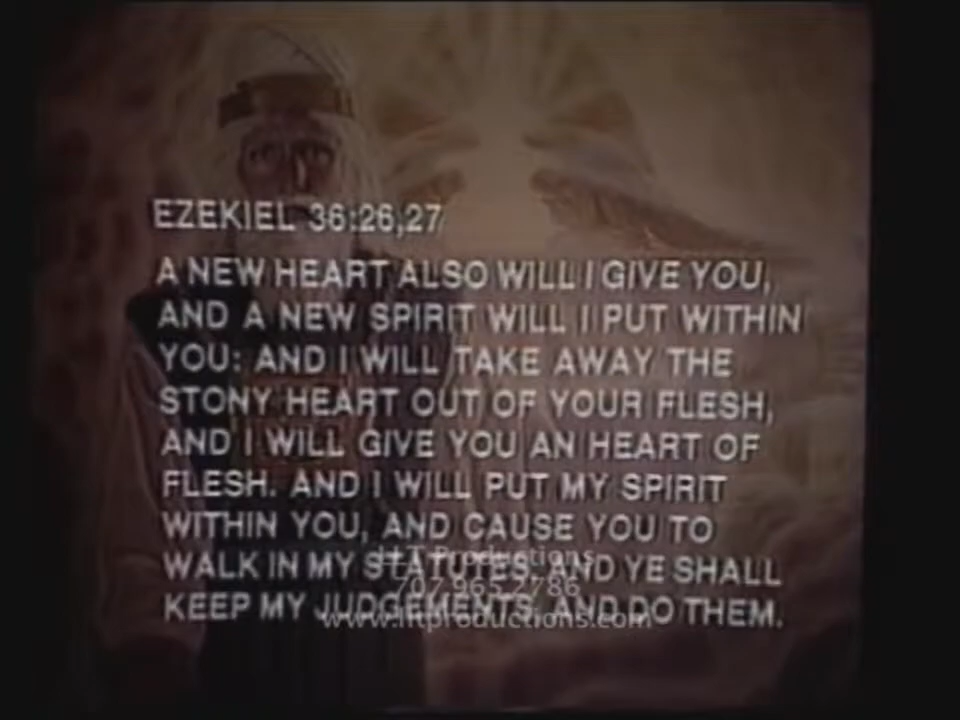 EZEKIEL 36:26,27
A NEW HEART ALSO WILL I GIVE YOU,
AND A NEW SPIRIT WILL I PUT WITHIN
YOU: AND I WILL TAKE AWAY THE
STONY HEART OUT OF YOUR FLESH,
AND I WILL GIVE YOU AN HEART OF
FLESH. AND I WILL PUT MY SPIRIT
WITHIN YOU, AND CAUSE YOU TO
LLT Productions
WALK IN MY STATUTES, AND YE SHALL
707.965.2786
KEEP MY JUDGEMENTS, AND DO THEM.
www.lltproductions.com